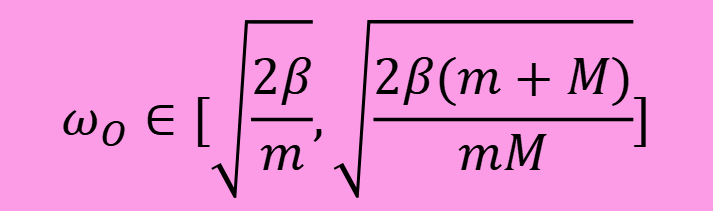 ω_O ∈ [√(2β/m), √(2β(m + M)/mM)]